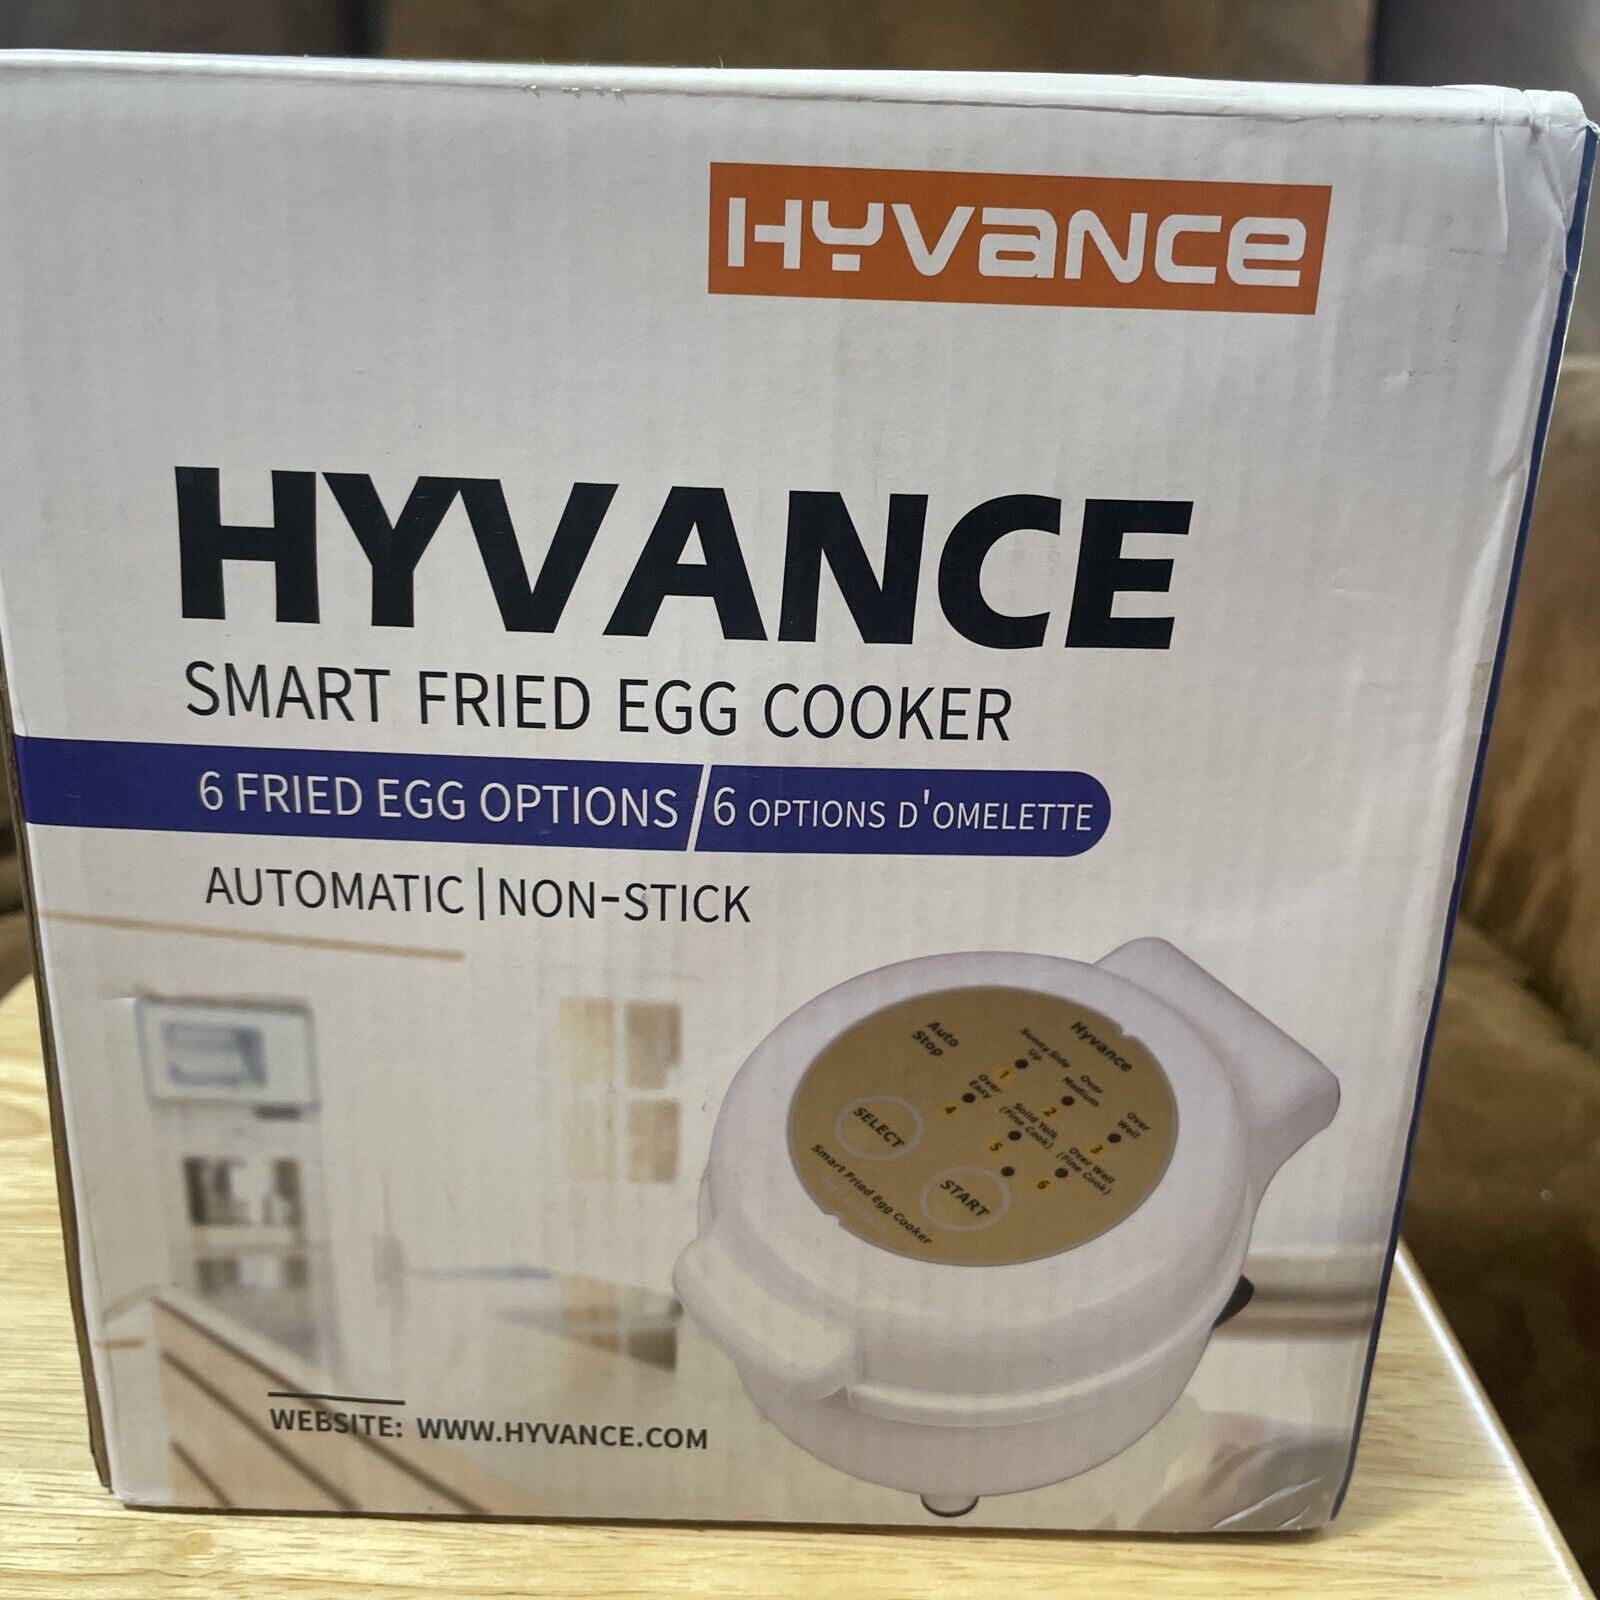 HYVANCE
HYVANCE
SMART FRIED EGG COOKER
6 FRIED EGG OPTIONS / 6 OPTIONS D'OMELETTE
AUTOMATIC | NON-STICK
Hyvance
Auto
Stop
Sunny Side
Up
1
Over
Medium
2
Over
Well
3
Over
Easy
4
Solid Yolk
(Fine Cook)
5
Over Well
(Fine Cook)
6
SELECT
START
Smart Fried Egg Cooker
WEBSITE: WWW.HYVANCE.COM